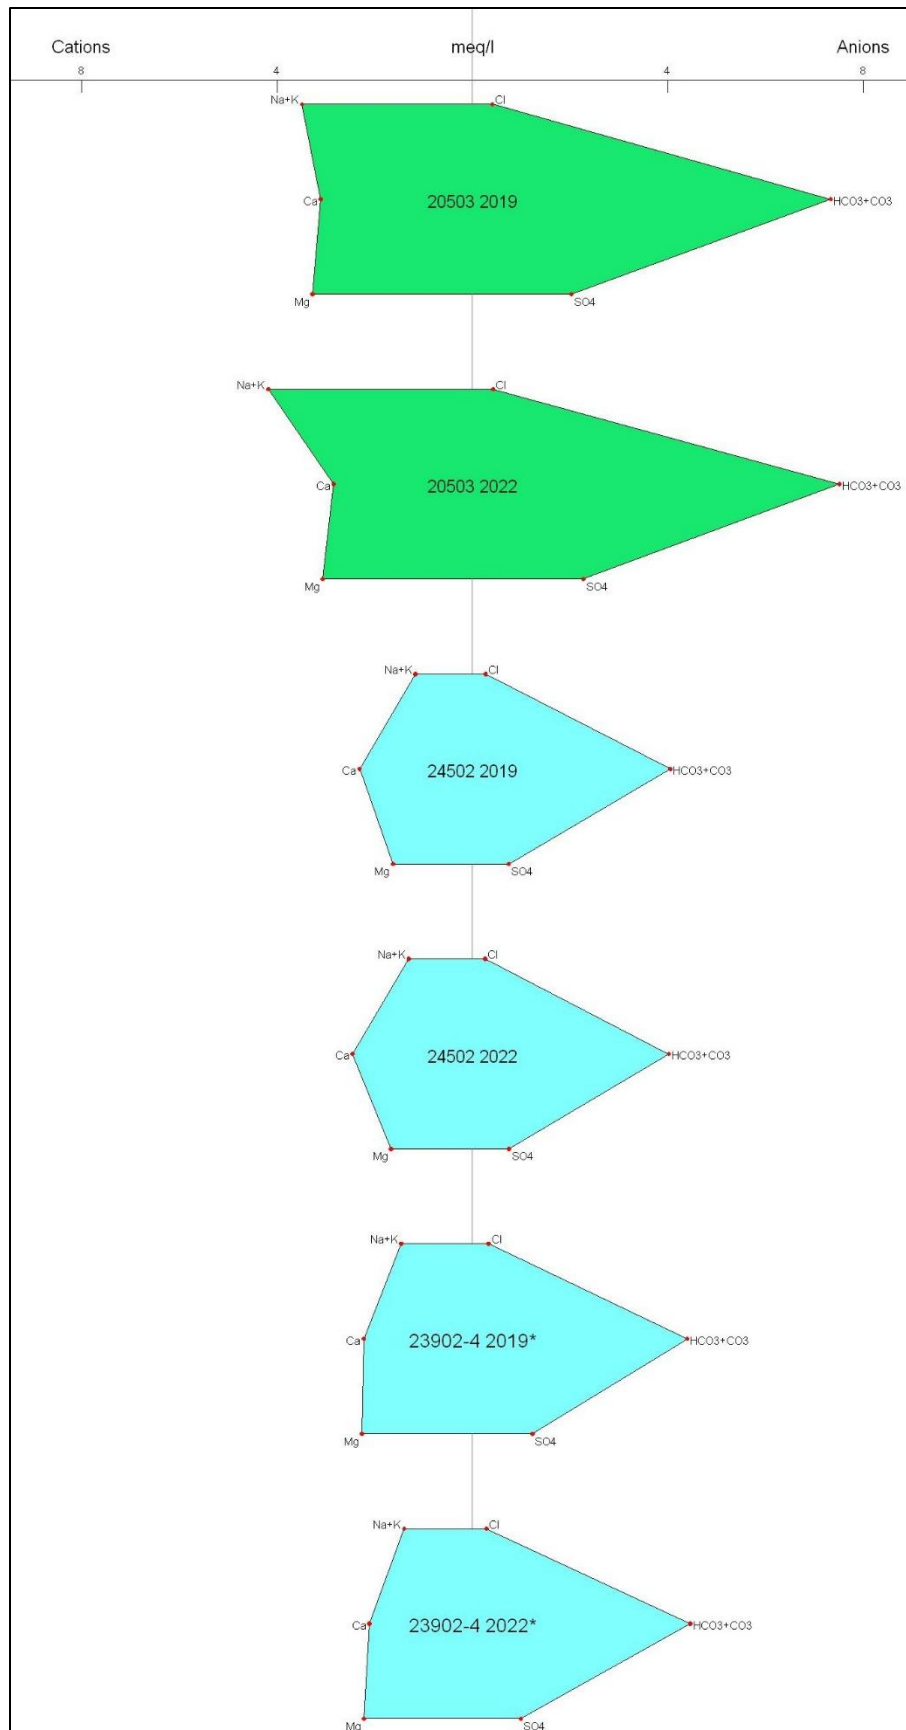 Cations meq/l Anions
8 4 4 8
Na+K Cl
Ca 20503 2019 HCO3+CO3
Mg SO4
Na+K Cl
Ca 20503 2022 HCO3+CO3
Mg SO4
Na+K Cl
Ca 24502 2019 HCO3+CO3
Mg SO4
Na+K Cl
Ca 24502 2022 HCO3+CO3
Mg SO4
Na+K Cl
Ca 23902-4 2019* HCO3+CO3
Mg SO4
Na+K Cl
Ca 23902-4 2022* HCO3+CO3
Mg SO4